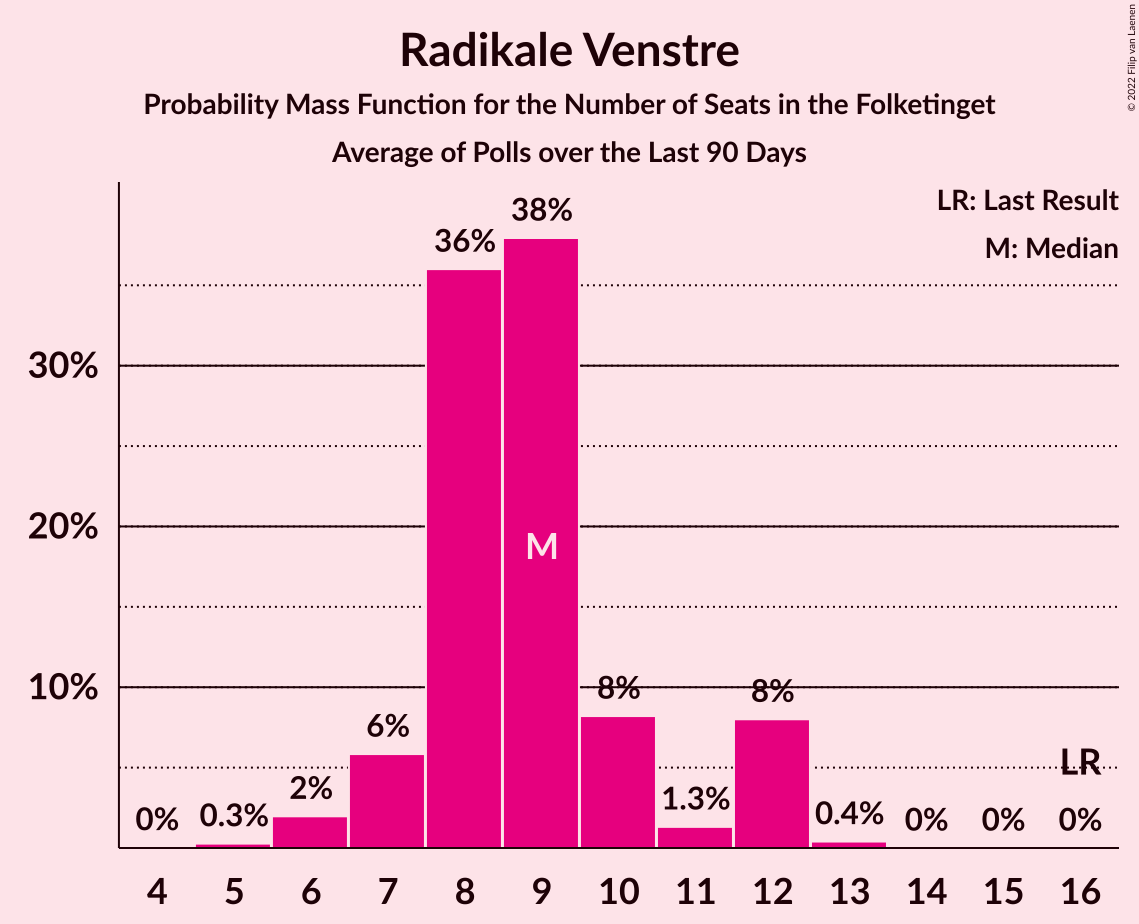 Radikale Venstre
Probability Mass Function for the Number of Seats in the Folketinget
Average of Polls over the Last 90 Days
© 2022 Filip van Laenen
LR: Last Result
M: Median
38%
36%
30%
20%
M
10%
8%
8%
6%
LR
2%
1.3%
0.4%
0.3%
0%
0%
0%
0%
4 5 6 7 8 9 10 11 12 13 14 15 16